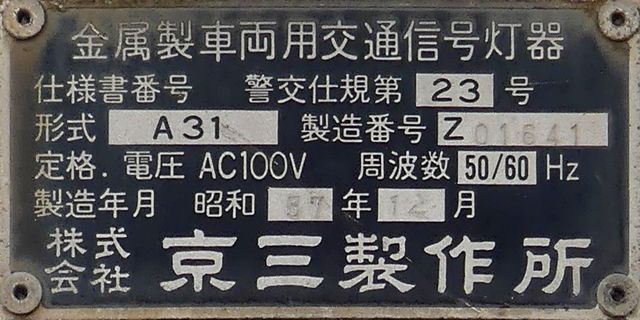 金属製車両用交通信号灯器
仕様書番号 警交仕規第 23 号
形式 A31 製造番号 Z 01641
定格. 電圧 AC100V 周波数 50/60 Hz
製造年月 昭和 57 年 12 月
株式会社 京三製作所